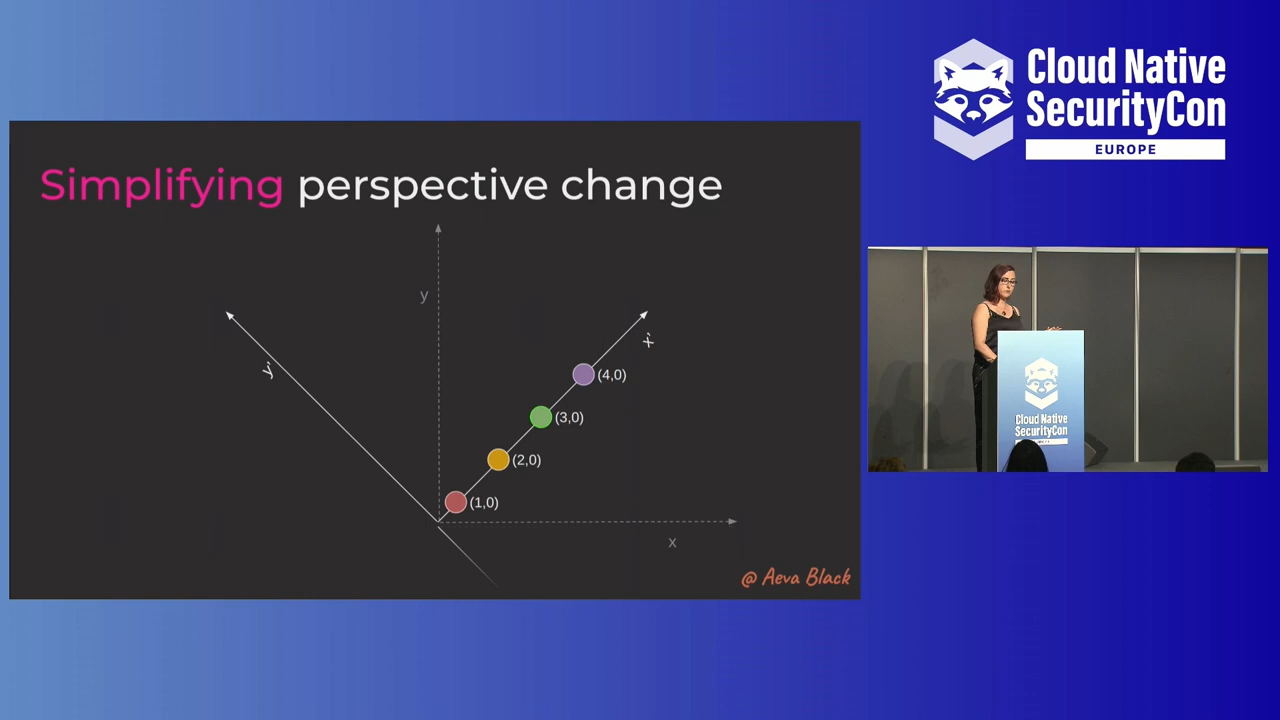 Cloud Native
SecurityCon
EUROPE
Simplifying perspective change
y
y'
x'
(4,0)
(3,0)
(2,0)
(1,0)
x
@ Aeva Black
Cloud Native
SecurityCon